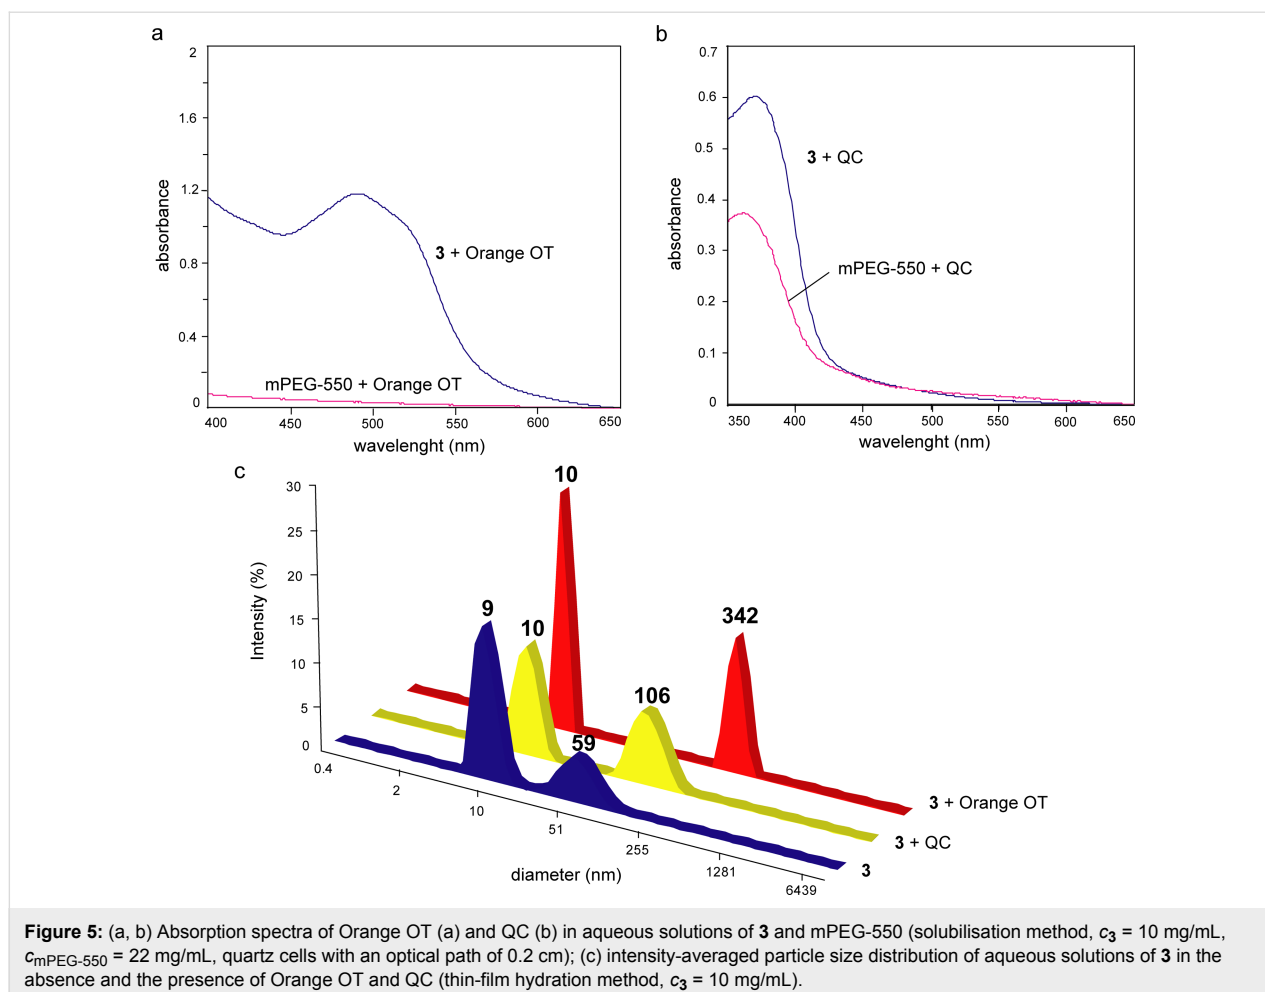 a
2
1.6
1.2
0.8
0.4
0
absorbance
3 + Orange OT
mPEG-550 + Orange OT
400 450 500 550 600 650
wavelenght (nm)
b
0.7
0.6
0.5
0.4
0.3
0.2
0.1
0
absorbance
3 + QC
mPEG-550 + QC
350 400 450 500 550 600 650
wavelenght (nm)
c
30
25
20
15
10
5
0
Intensity (%)
10
9
10
342
106
59
0.4
2
10
51
255
1281
6439
diameter (nm)
3 + Orange OT
3 + QC
3
Figure 5: (a, b) Absorption spectra of Orange OT (a) and QC (b) in aqueous solutions of 3 and mPEG-550 (solubilisation method, c3 = 10 mg/mL,
cmPEG-550 = 22 mg/mL, quartz cells with an optical path of 0.2 cm); (c) intensity-averaged particle size distribution of aqueous solutions of 3 in the
absence and the presence of Orange OT and QC (thin-film hydration method, c3 = 10 mg/mL).